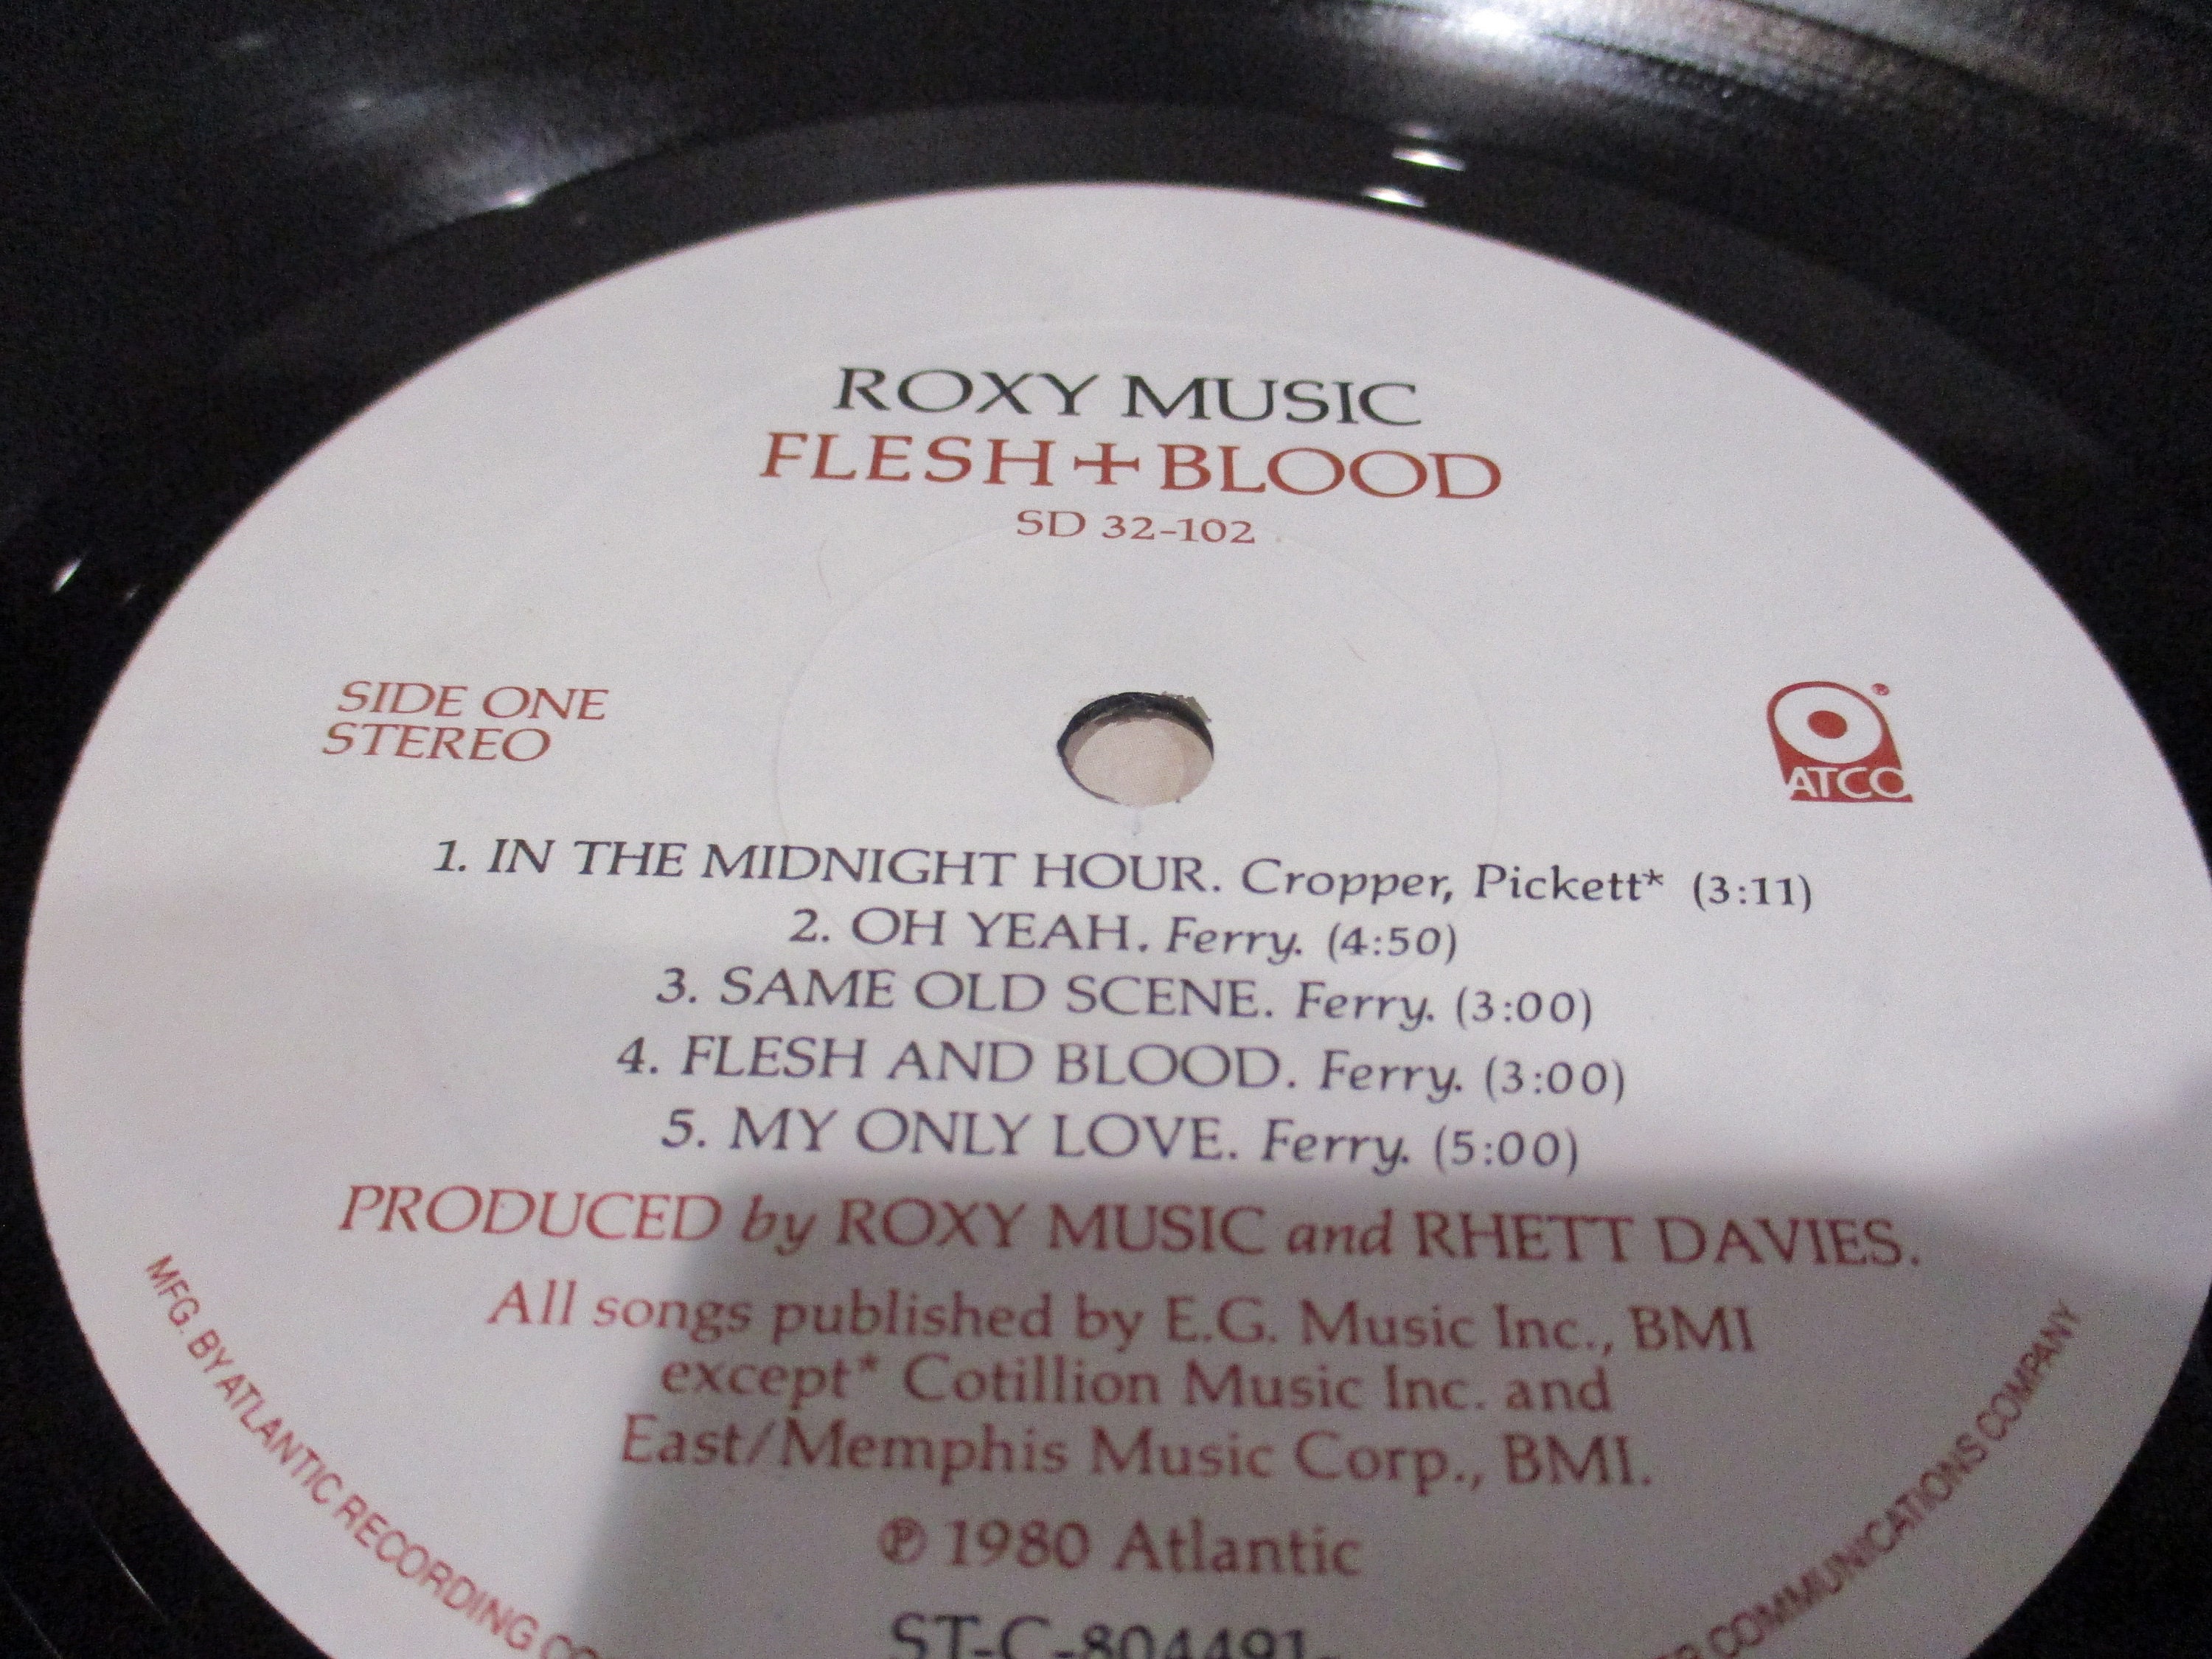 ROXY MUSIC
FLESH + BLOOD
SD 32-102
SIDE ONE
STEREO
ATCO
1. IN THE MIDNIGHT HOUR. Cropper, Pickett* (3:11)
2. OH YEAH. Ferry. (4:50)
3. SAME OLD SCENE. Ferry. (3:00)
4. FLESH AND BLOOD. Ferry. (3:00)
5. MY ONLY LOVE. Ferry. (5:00)
PRODUCED by ROXY MUSIC and RHETT DAVIES.
All songs published by E.G. Music Inc., BMI
except* Cotillion Music Inc. and
East/Memphis Music Corp., BMI.
℗ 1980 Atlantic
ST-C-804491-
MFG. BY ATLANTIC RECORDING
COMMUNICATIONS COMPANY